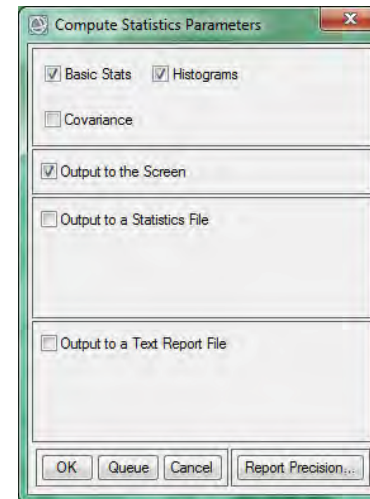 Compute Statistics Parameters
Basic Stats Histograms
Covariance
Output to the Screen
Output to a Statistics File
Output to a Text Report File
OK Queue Cancel Report Precision...